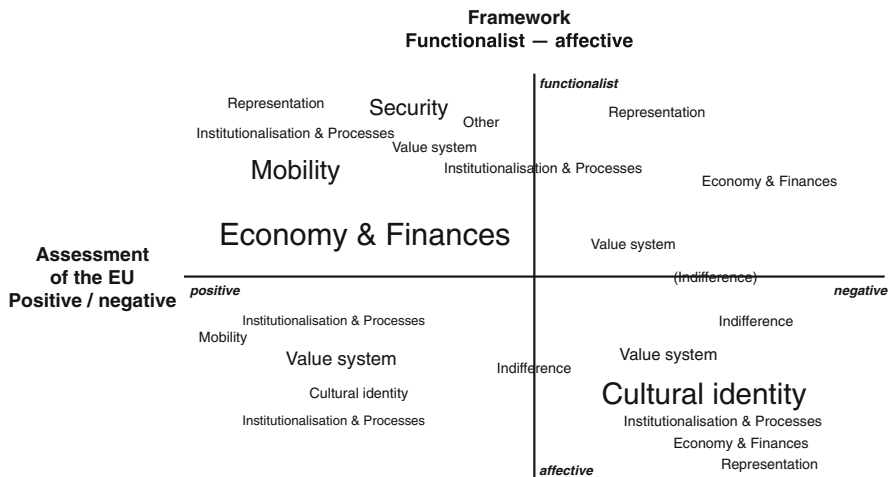 Framework
Functionalist — affective
functionalist
Representation
Security
Other
Representation
Institutionalisation & Processes
Value system
Mobility
Institutionalisation & Processes
Economy & Finances
Economy & Finances
Value system
Assessment
of the EU
Positive / negative
(Indifference)
positive
negative
Institutionalisation & Processes
Indifference
Mobility
Value system
Value system
Indifference
Cultural identity
Cultural identity
Institutionalisation & Processes
Institutionalisation & Processes
Economy & Finances
Representation
affective